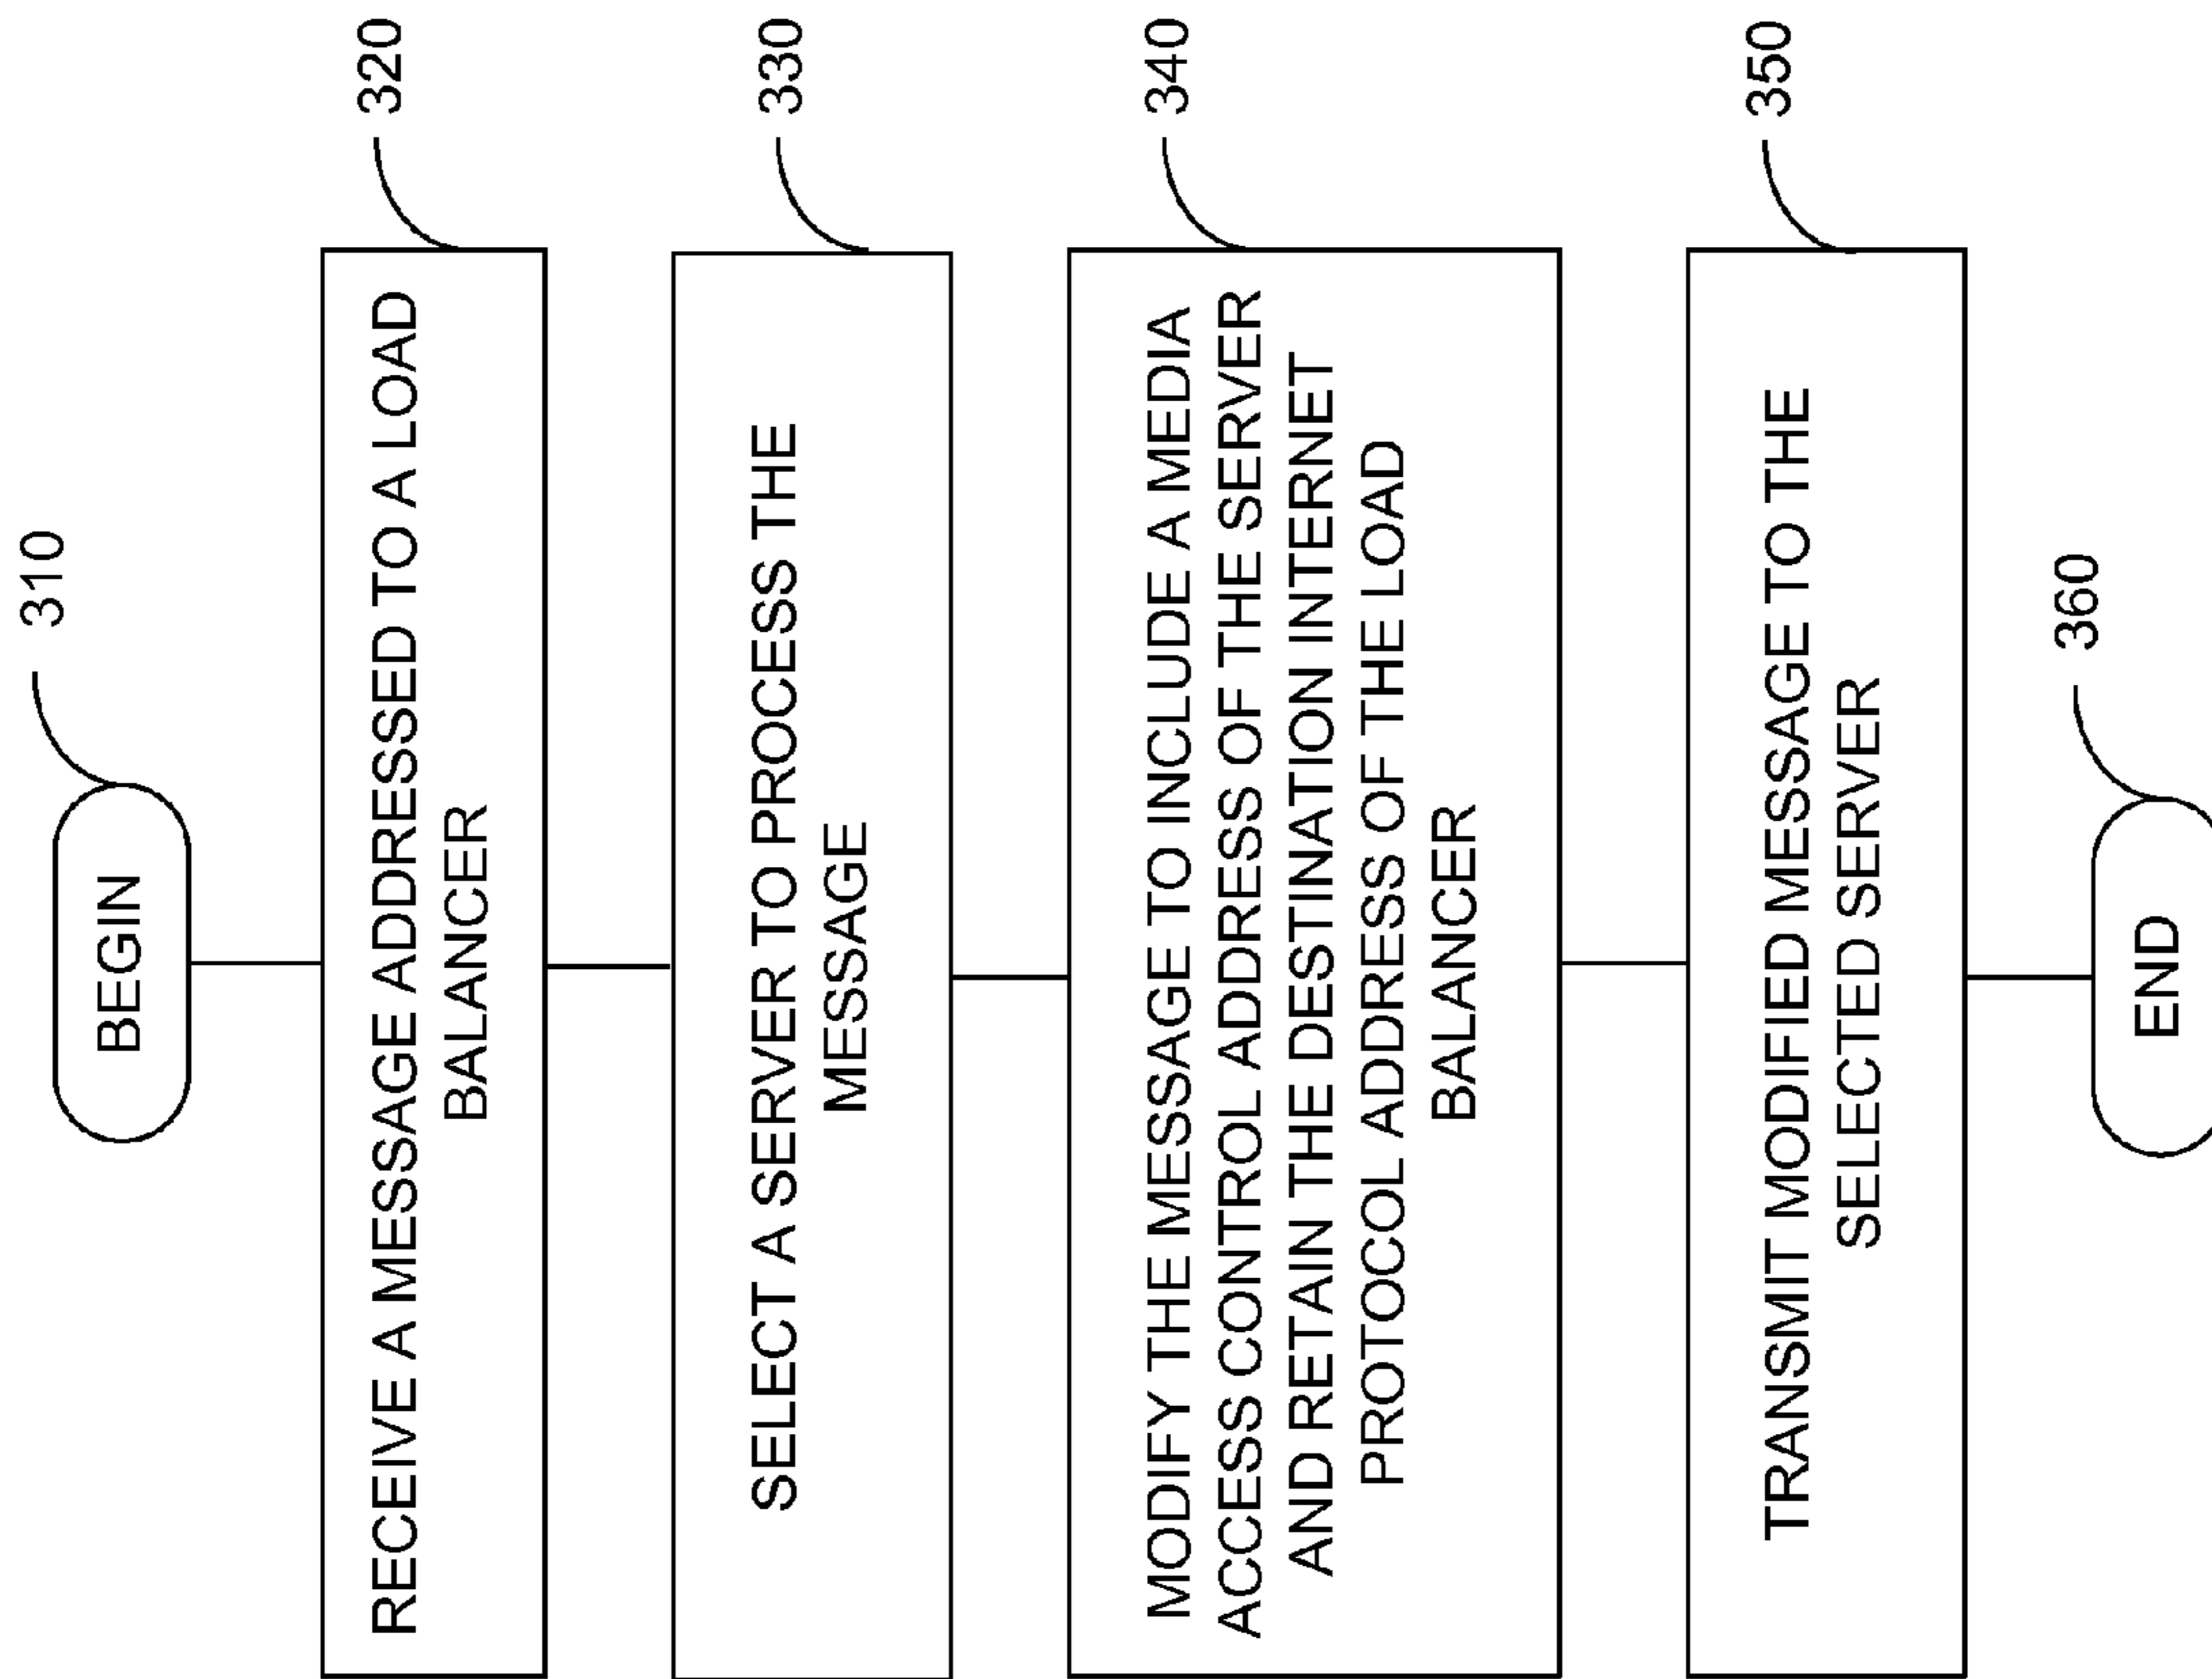 310
BEGIN
320
RECEIVE A MESSAGE ADDRESSED TO A LOAD
BALANCER
330
SELECT A SERVER TO PROCESS THE
MESSAGE
340
MODIFY THE MESSAGE TO INCLUDE A MEDIA
ACCESS CONTROL ADDRESS OF THE SERVER
AND RETAIN THE DESTINATION INTERNET
PROTOCOL ADDRESS OF THE LOAD
BALANCER
350
TRANSMIT MODIFIED MESSAGE TO THE
SELECTED SERVER
360
END